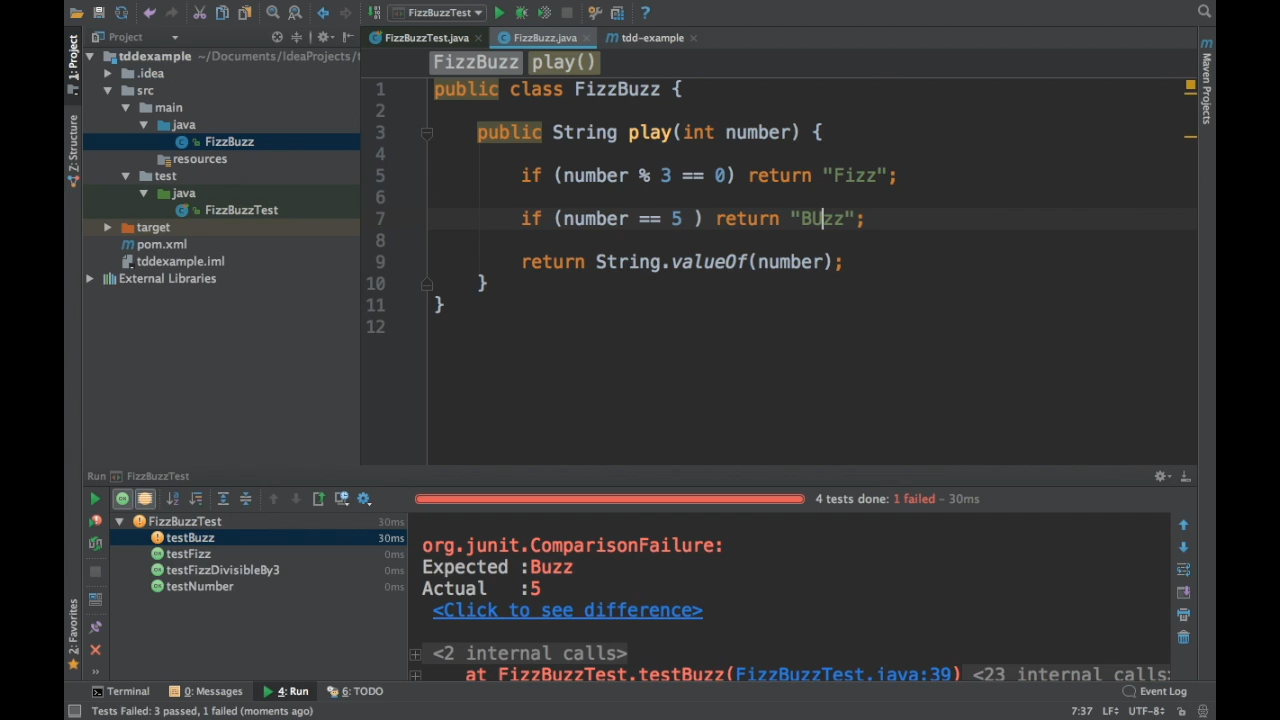 FizzBuzzTest
Project
FizzBuzzTest.java
FizzBuzz.java
tdd-example
1: Project
Z: Structure
2: Favorites
Maven Projects
tddexample ~/Documents/IdeaProjects/t
.idea
src
main
java
FizzBuzz
resources
test
java
FizzBuzzTest
target
pom.xml
tddexample.iml
External Libraries
FizzBuzz play()
1 public class FizzBuzz {
2
3 public String play(int number) {
4
5 if (number % 3 == 0) return "Fizz";
6
7 if (number == 5 ) return "BUzz";
8
9 return String.valueOf(number);
10 }
11 }
12
Run FizzBuzzTest
4 tests done: 1 failed – 30ms
FizzBuzzTest 30ms
testBuzz 30ms
testFizz 0ms
testFizzDivisibleBy3 0ms
testNumber 0ms
org.junit.ComparisonFailure:
Expected :Buzz
Actual :5
<Click to see difference>
<2 internal calls>
at FizzBuzzTest.testBuzz(FizzBuzzTest.java:39) <23 internal calls
Terminal 0: Messages 4: Run 6: TODO Event Log
Tests Failed: 3 passed, 1 failed (moments ago) 7:37 LF÷ UTF-8÷